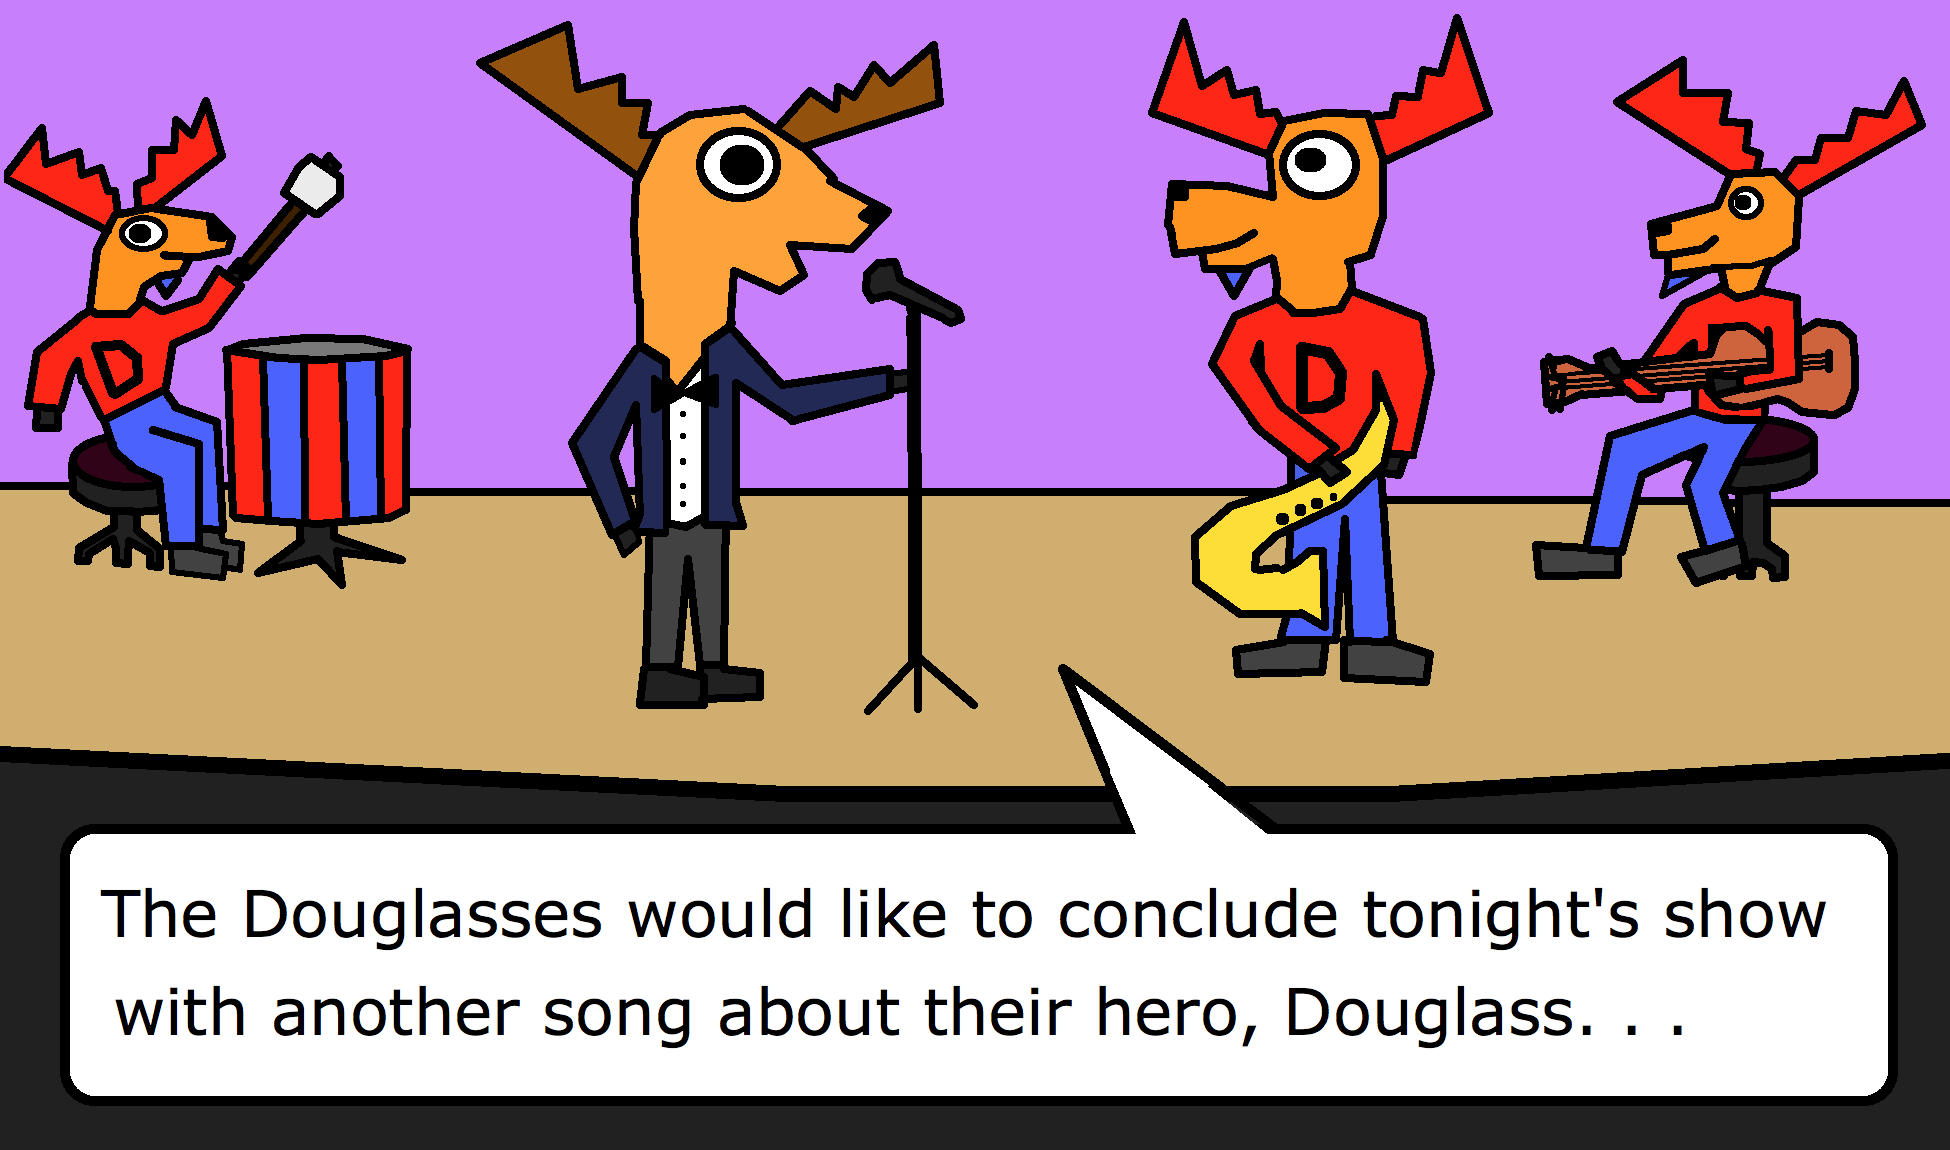 D
D
The Douglasses would like to conclude tonight's show
with another song about their hero, Douglass. . .